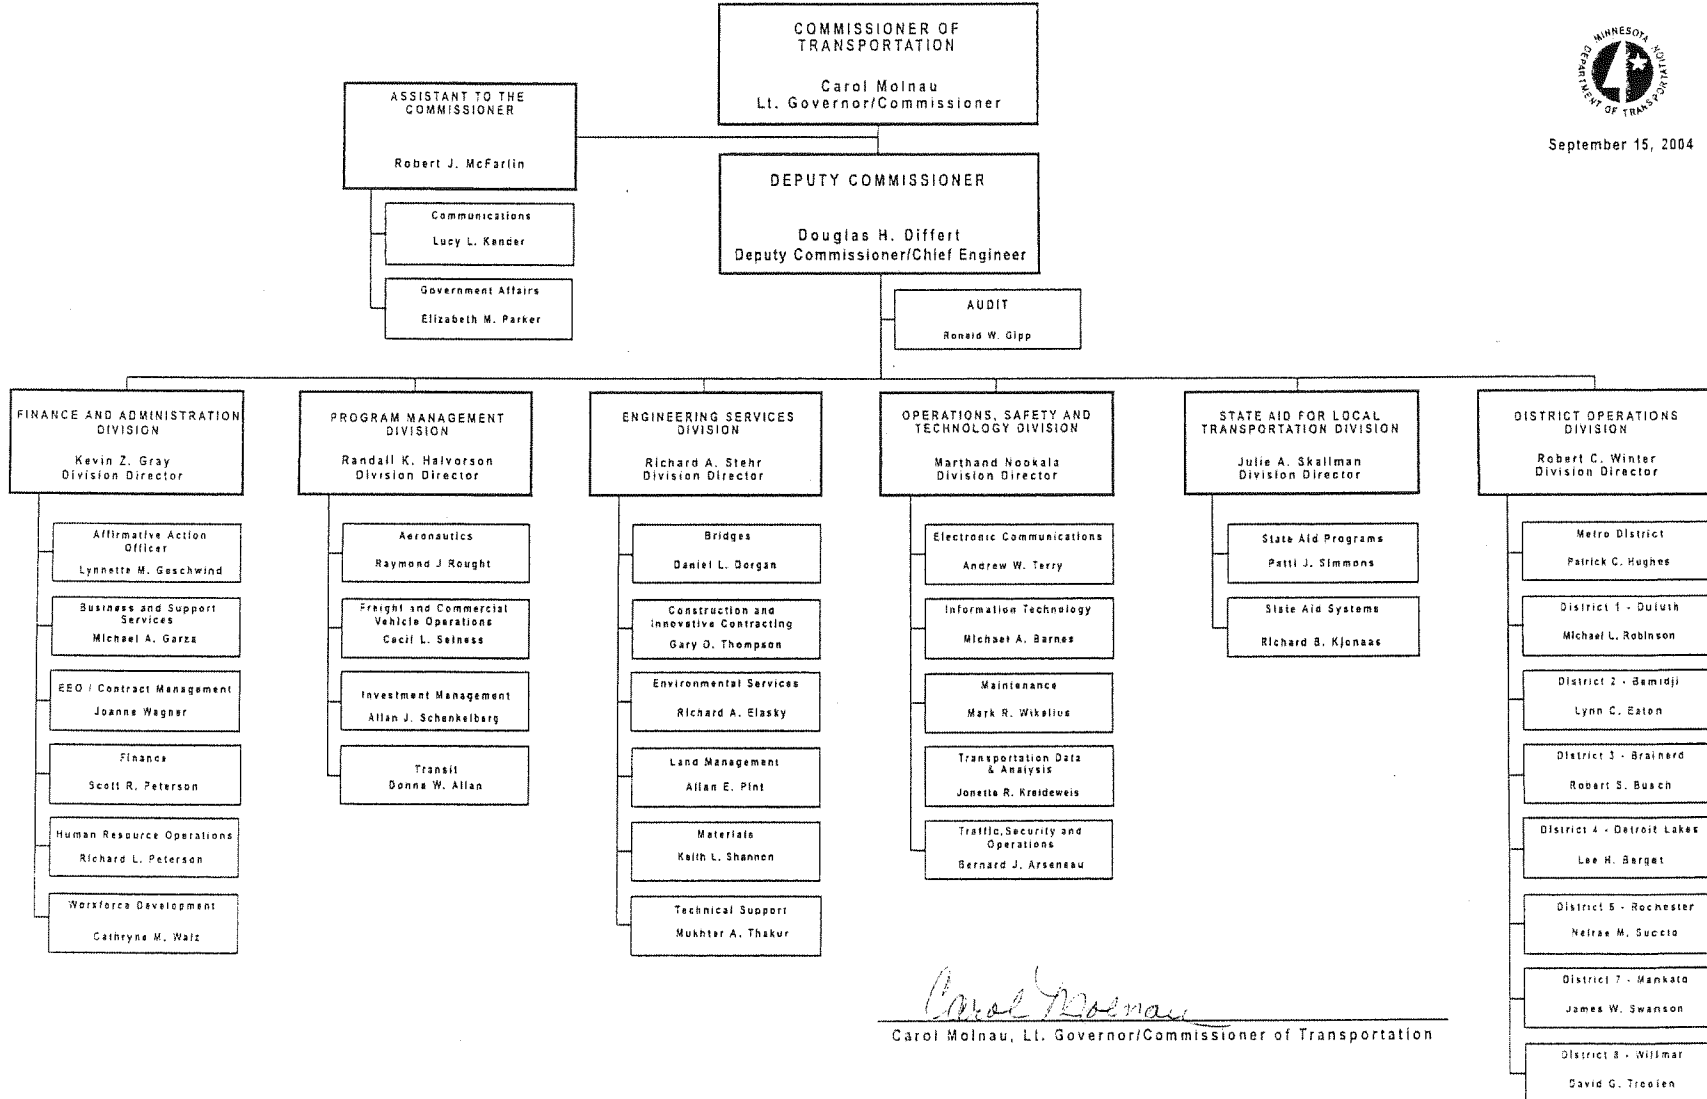 COMMISSIONER OF
TRANSPORTATION
Carol Molnau
Lt. Governor/Commissioner
MINNESOTA
DEPARTMENT OF TRANSPORTATION
September 15, 2004
ASSISTANT TO THE
COMMISSIONER
Robert J. McFarlin
Communications
Lucy L. Kender
Government Affairs
Elizabeth M. Parker
DEPUTY COMMISSIONER
Douglas H. Differt
Deputy Commissioner/Chief Engineer
AUDIT
Ronald W. Gipp
FINANCE AND ADMINISTRATION
DIVISION
Kevin Z. Gray
Division Director
Affirmative Action
Officer
Lynnette M. Geschwind
Business and Support
Services
Michael A. Garza
EEO / Contract Management
Joanne Wagner
Finance
Scott R. Peterson
Human Resource Operations
Richard L. Peterson
Workforce Development
Cathryne M. Walz
PROGRAM MANAGEMENT
DIVISION
Randall K. Halvorson
Division Director
Aeronautics
Raymond J Rought
Freight and Commercial
Vehicle Operations
Cecil L. Selness
Investment Management
Allan J. Schenkelberg
Transit
Donna W. Allan
ENGINEERING SERVICES
DIVISION
Richard A. Stehr
Division Director
Bridges
Daniel L. Dorgan
Construction and
Innovative Contracting
Gary D. Thompson
Environmental Services
Richard A. Elasky
Land Management
Allan E. Pint
Materials
Keith L. Shannon
Technical Support
Mukhter A. Thakur
OPERATIONS, SAFETY AND
TECHNOLOGY DIVISION
Marthand Nookala
Division Director
Electronic Communications
Andrew W. Terry
Information Technology
Michael A. Barnes
Maintenance
Mark R. Wikelius
Transportation Data
& Analysis
Jonette R. Kreideweis
Traffic, Security and
Operations
Bernard J. Arseneau
STATE AID FOR LOCAL
TRANSPORTATION DIVISION
Julie A. Skallman
Division Director
State Aid Programs
Patti J. Simmons
State Aid Systems
Richard B. Kjonaas
DISTRICT OPERATIONS
DIVISION
Robert C. Winter
Division Director
Metro District
Patrick C. Hughes
District 1 - Duluth
Michael L. Robinson
District 2 - Bemidji
Lynn C. Eaton
District 3 - Brainerd
Robert S. Busch
District 4 - Detroit Lakes
Lee H. Berget
District 6 - Rochester
Nelrae M. Succio
District 7 - Mankato
James W. Swanson
District 8 - Willmar
David G. Trooien
Carol Molnau
Carol Molnau, Lt. Governor/Commissioner of Transportation